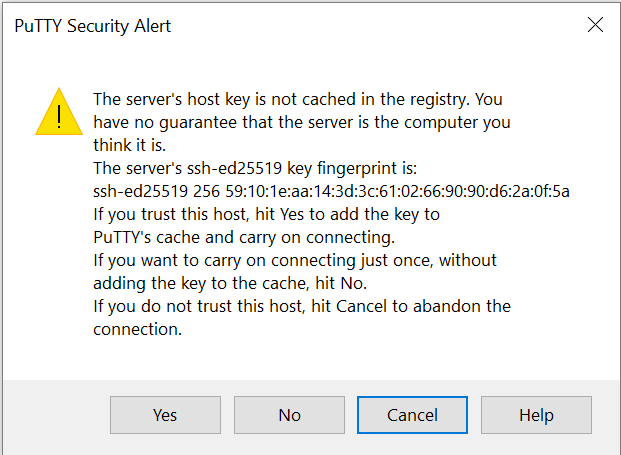 PuTTY Security Alert
The server's host key is not cached in the registry. You
have no guarantee that the server is the computer you
think it is.
The server's ssh-ed25519 key fingerprint is:
ssh-ed25519 256 59:10:1e:aa:14:3d:3c:61:02:66:90:90:d6:2a:0f:5a
If you trust this host, hit Yes to add the key to
PuTTY's cache and carry on connecting.
If you want to carry on connecting just once, without
adding the key to the cache, hit No.
If you do not trust this host, hit Cancel to abandon the
connection.
Yes
No
Cancel
Help